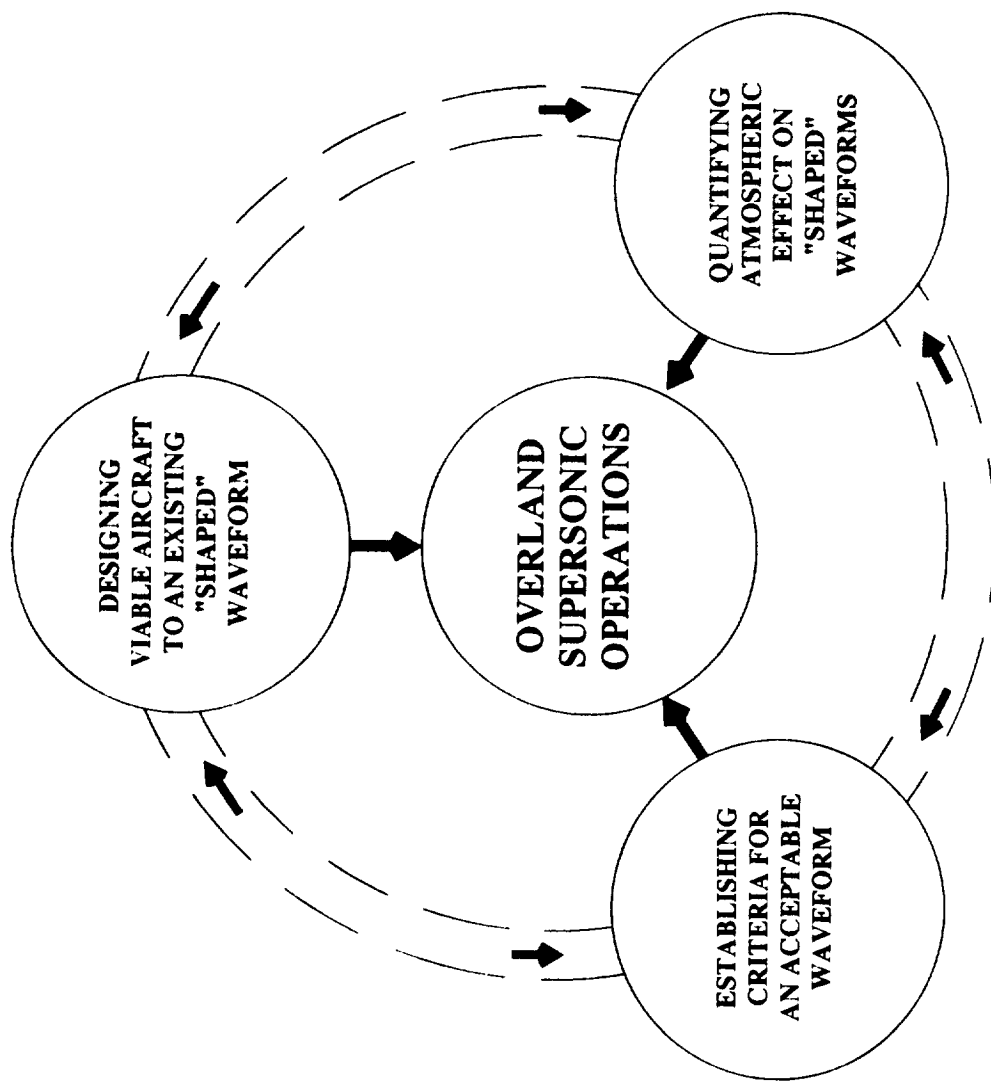 DESIGNING
VIABLE AIRCRAFT
TO AN EXISTING
"SHAPED"
WAVEFORM
OVERLAND
SUPERSONIC
OPERATIONS
ESTABLISHING
CRITERIA FOR
AN ACCEPTABLE
WAVEFORM
QUANTIFYING
ATMOSPHERIC
EFFECT ON
"SHAPED"
WAVEFORMS